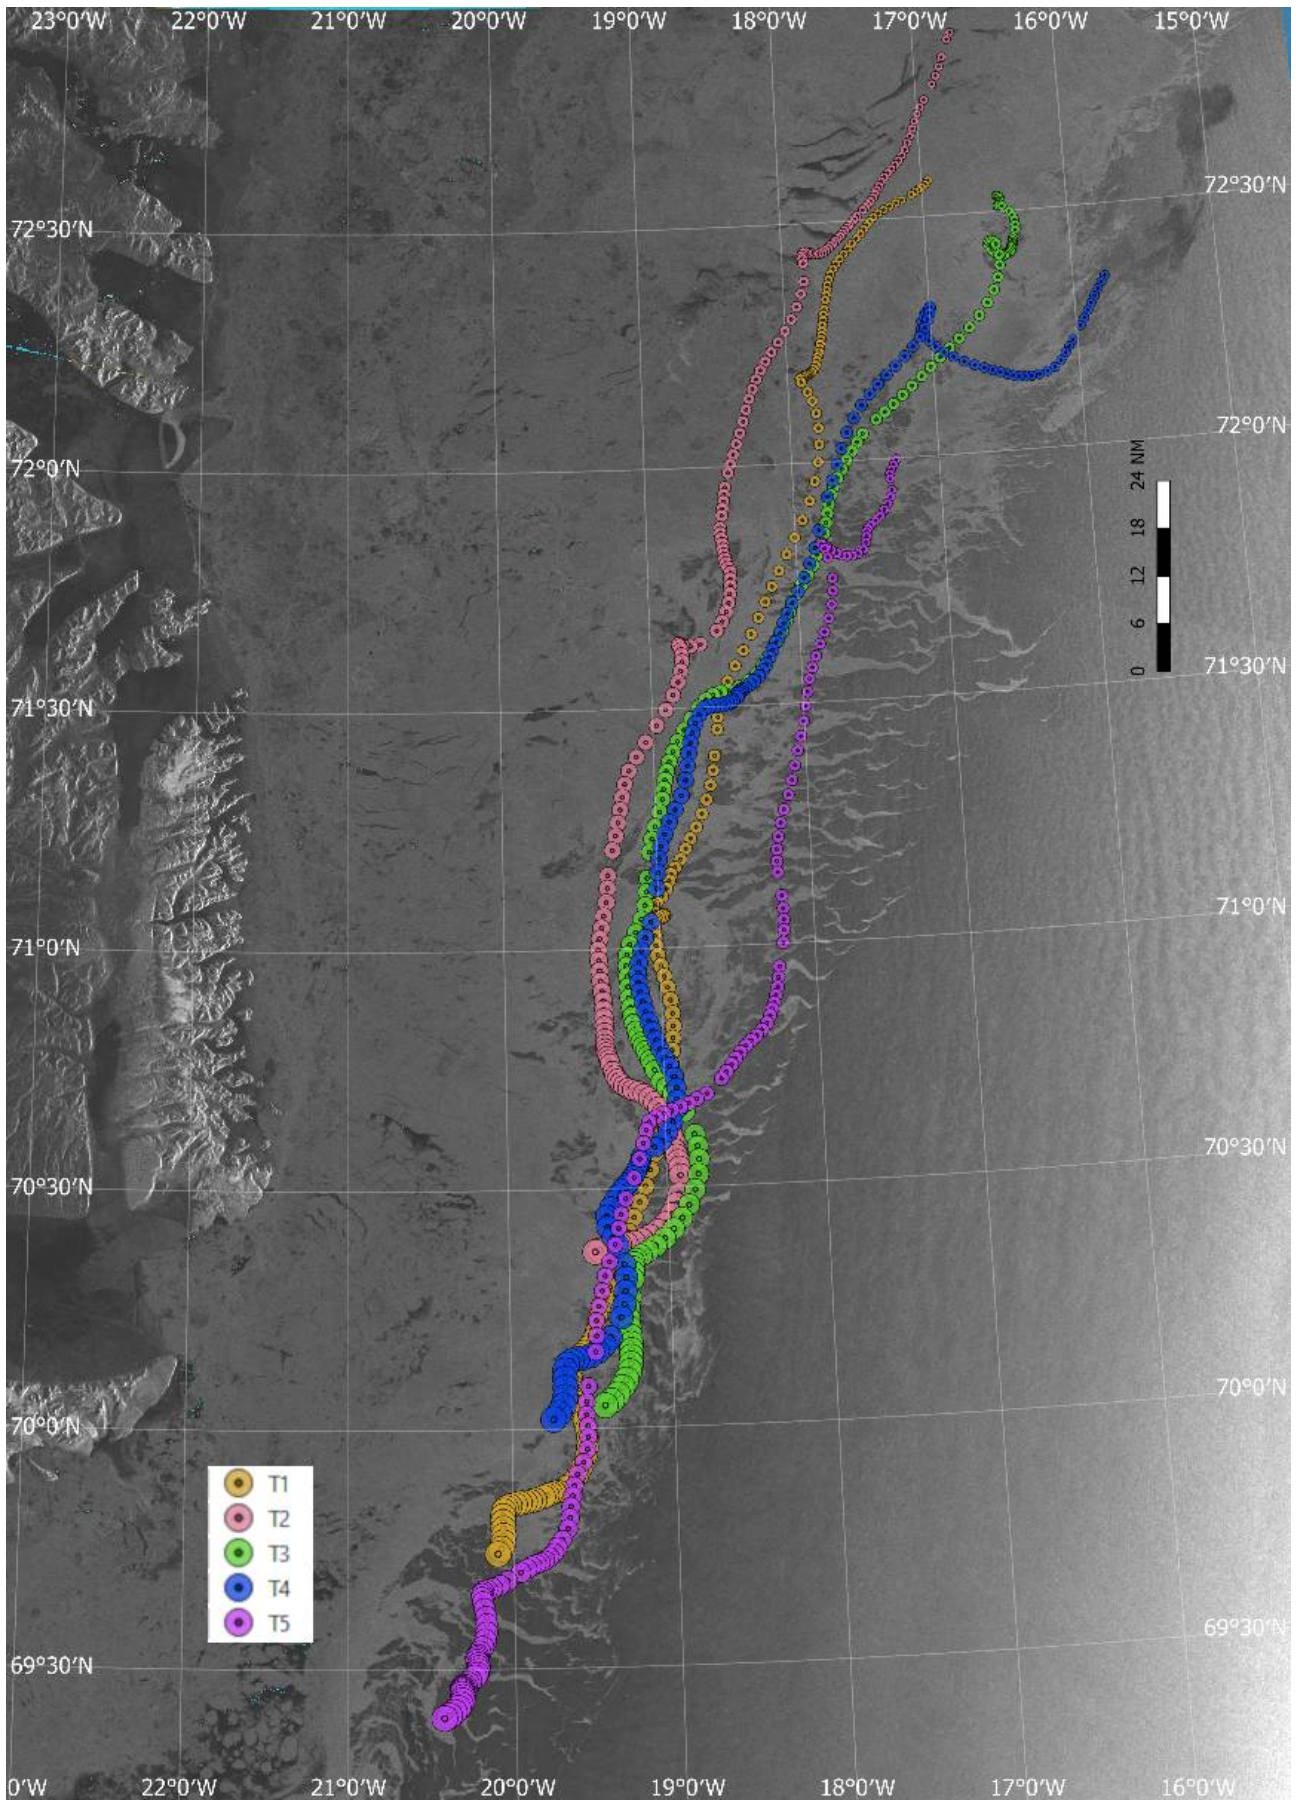 23°0′W 22°0′W 21°0′W 20°0′W 19°0′W 18°0′W 17°0′W 16°0′W 15°0′W
72°30′N
72°30′N
72°0′N
72°0′N
0 6 12 18 24 NM
71°30′N
71°30′N
71°0′N
71°0′N
70°30′N
70°30′N
70°0′N
70°0′N
T1
T2
T3
T4
T5
69°30′N
69°30′N
0′W 22°0′W 21°0′W 20°0′W 19°0′W 18°0′W 17°0′W 16°0′W